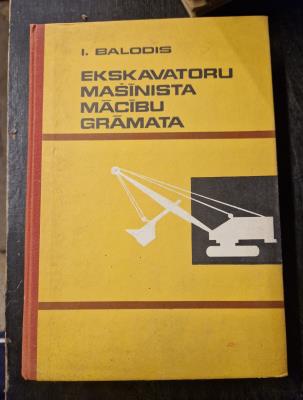 I. BALODIS
EKSKAVATORU
MAŠĪNISTA
MĀCĪBU
GRĀMATA